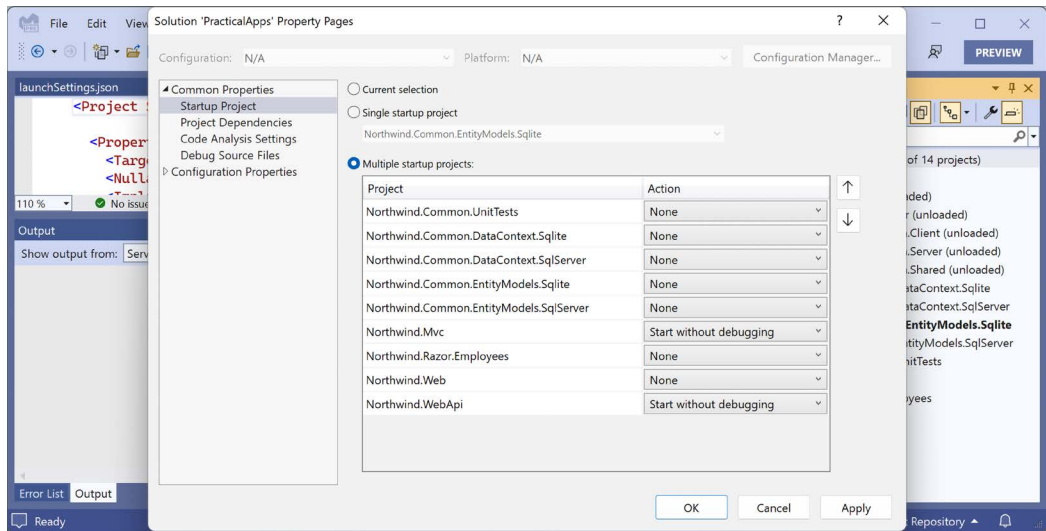 File Edit View
Solution 'PracticalApps' Property Pages
? 
PREVIEW
Configuration: N/A Platform: N/A Configuration Manager...
launchSettings.json
<Project
<Proper
<Targ
<Null
110 %
No issue
Output
Show output from: Serv
Error List Output
Ready
Common Properties
Startup Project
Project Dependencies
Code Analysis Settings
Debug Source Files
Configuration Properties
Current selection
Single startup project
Northwind.Common.EntityModels.Sqlite
Multiple startup projects:
Project Action
Northwind.Common.UnitTests None
Northwind.Common.DataContext.Sqlite None
Northwind.Common.DataContext.SqlServer None
Northwind.Common.EntityModels.Sqlite None
Northwind.Common.EntityModels.SqlServer None
Northwind.Mvc Start without debugging
Northwind.Razor.Employees None
Northwind.Web None
Northwind.WebApi Start without debugging
OK Cancel Apply
of 14 projects)
ded)
r (unloaded)
.Client (unloaded)
.Server (unloaded)
.Shared (unloaded)
ataContext.Sqlite
ataContext.SqlServer
EntityModels.Sqlite
ntityModels.SqlServer
nitTests
oyees
Repository